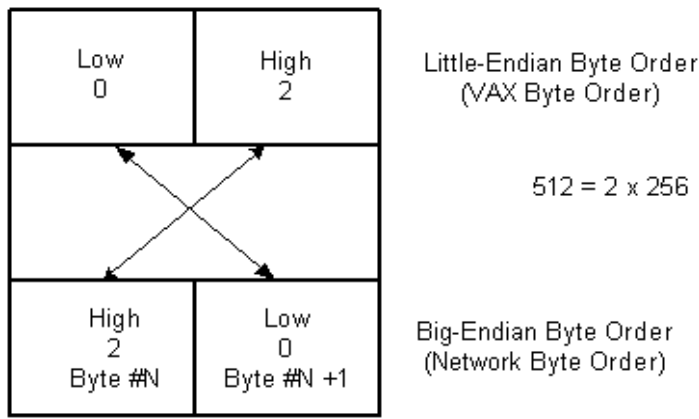 Low
0
High
2
Little-Endian Byte Order
(VAX Byte Order)
512 = 2 x 256
High
2
Byte #N
Low
0
Byte #N +1
Big-Endian Byte Order
(Network Byte Order)